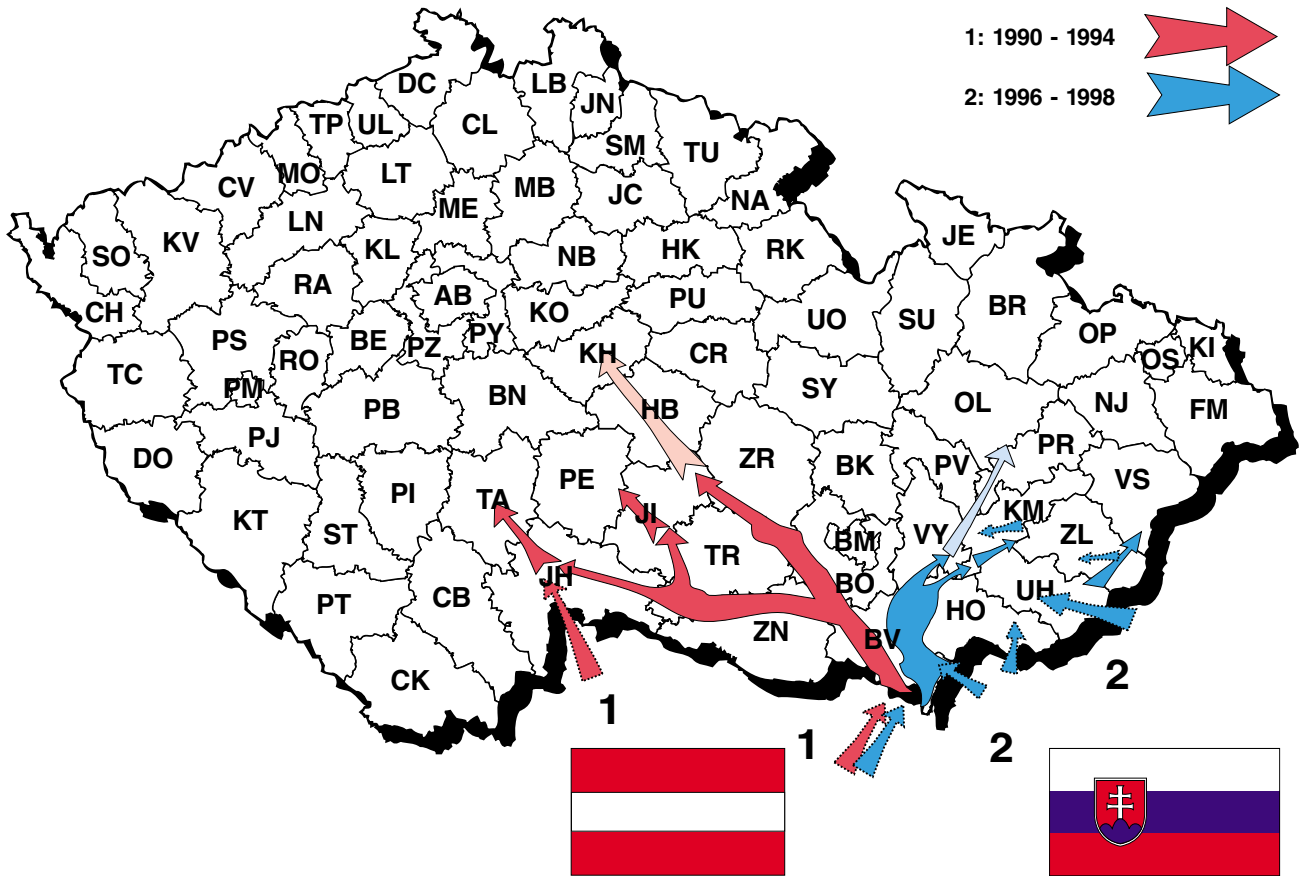 1: 1990 - 1994
2: 1996 - 1998
DC
LB
JN
TP
UL
CL
SM
TU
MO
LT
CV
MB
JC
NA
ME
LN
KV
SO
KL
NB
HK
RK
JE
RA
AB
PU
BR
CH
KO
UO
SU
OP
PS
BE
PZ
PY
KH
CR
OS
KI
RO
TC
PM
SY
BN
HB
OL
NJ
FM
PB
PJ
DO
ZR
BK
PV
PR
VS
PE
PI
TA
KT
ST
JI
KM
VY
ZL
BM
TR
JH
BO
UH
CB
PT
HO
ZN
BV
CK
2
1
1
2